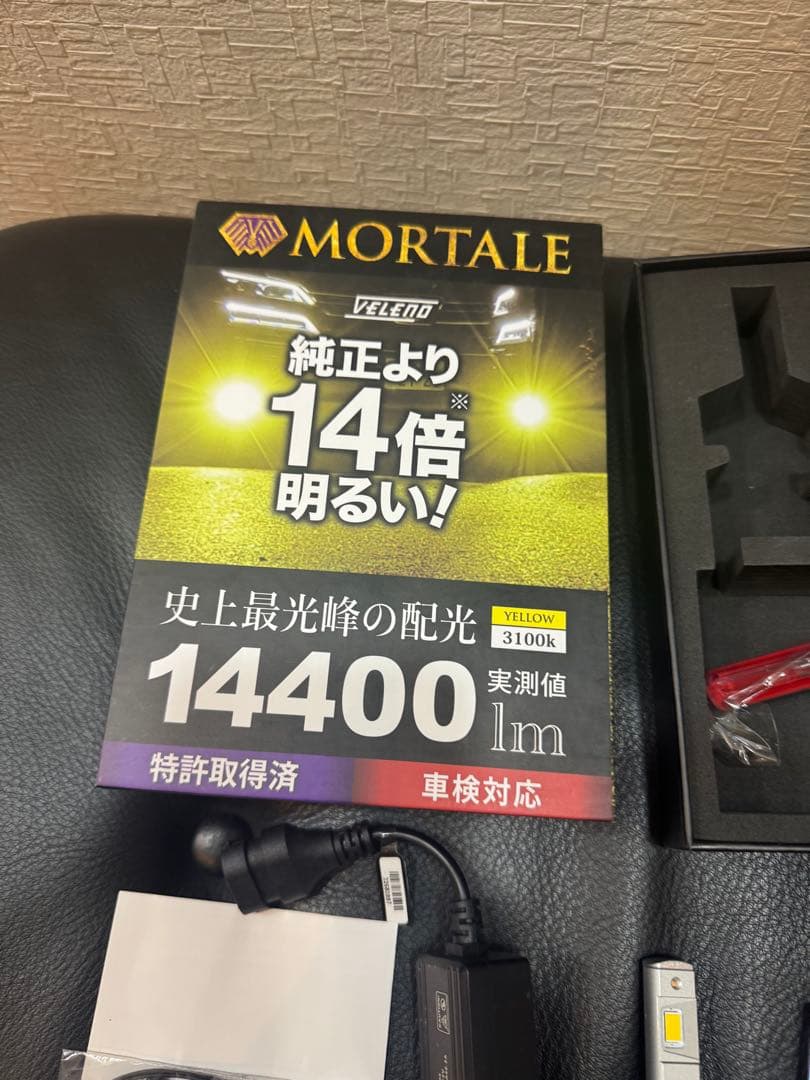 MORTALE
VELENO
純正より
14倍※
明るい!
史上最光峰の配光
YELLOW
3100k
14400
実測値
lm
特許取得済
車検対応